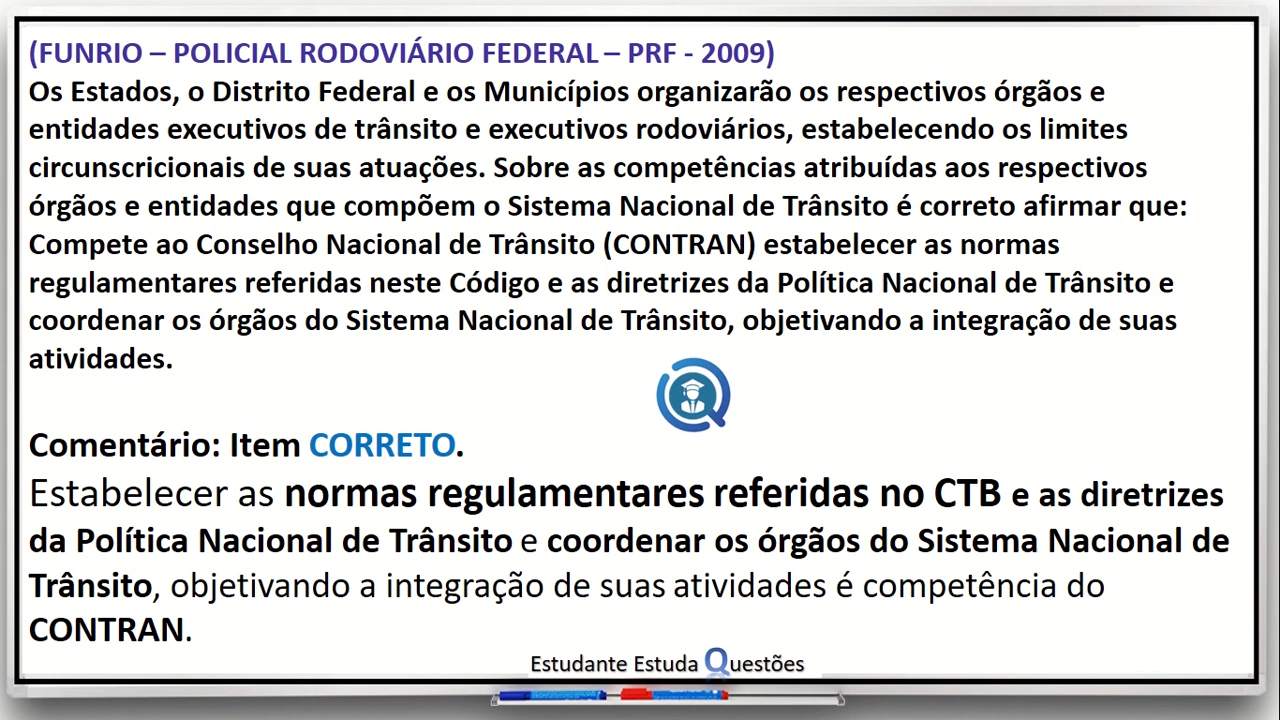 (FUNRIO – POLICIAL RODOVIÁRIO FEDERAL – PRF - 2009)
Os Estados, o Distrito Federal e os Municípios organizarão os respectivos órgãos e
entidades executivos de trânsito e executivos rodoviários, estabelecendo os limites
circunscricionais de suas atuações. Sobre as competências atribuídas aos respectivos
órgãos e entidades que compõem o Sistema Nacional de Trânsito é correto afirmar que:
Compete ao Conselho Nacional de Trânsito (CONTRAN) estabelecer as normas
regulamentares referidas neste Código e as diretrizes da Política Nacional de Trânsito e
coordenar os órgãos do Sistema Nacional de Trânsito, objetivando a integração de suas
atividades.
Comentário: Item CORRETO.
Estabelecer as normas regulamentares referidas no CTB e as diretrizes
da Política Nacional de Trânsito e coordenar os órgãos do Sistema Nacional de
Trânsito, objetivando a integração de suas atividades é competência do
CONTRAN.
Estudante Estuda Questões